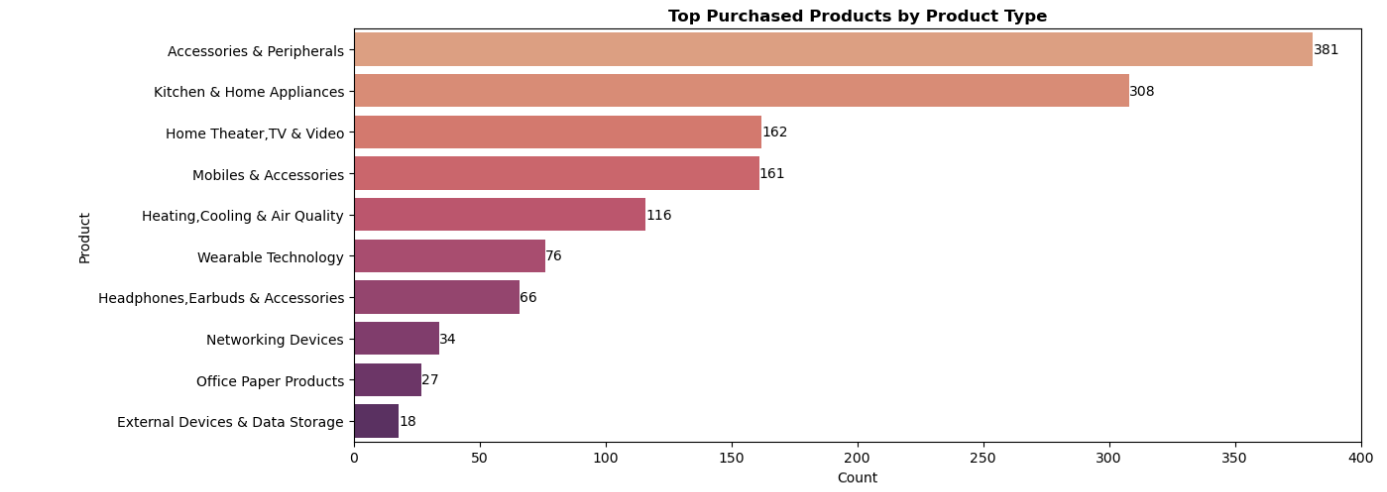 Top Purchased Products by Product Type
Accessories & Peripherals
381
Kitchen & Home Appliances
308
Home Theater,TV & Video
162
Mobiles & Accessories
161
Heating,Cooling & Air Quality
116
Wearable Technology
76
Headphones,Earbuds & Accessories
66
Networking Devices
34
Office Paper Products
27
External Devices & Data Storage
18
Product
0 50 100 150 200 250 300 350 400
Count